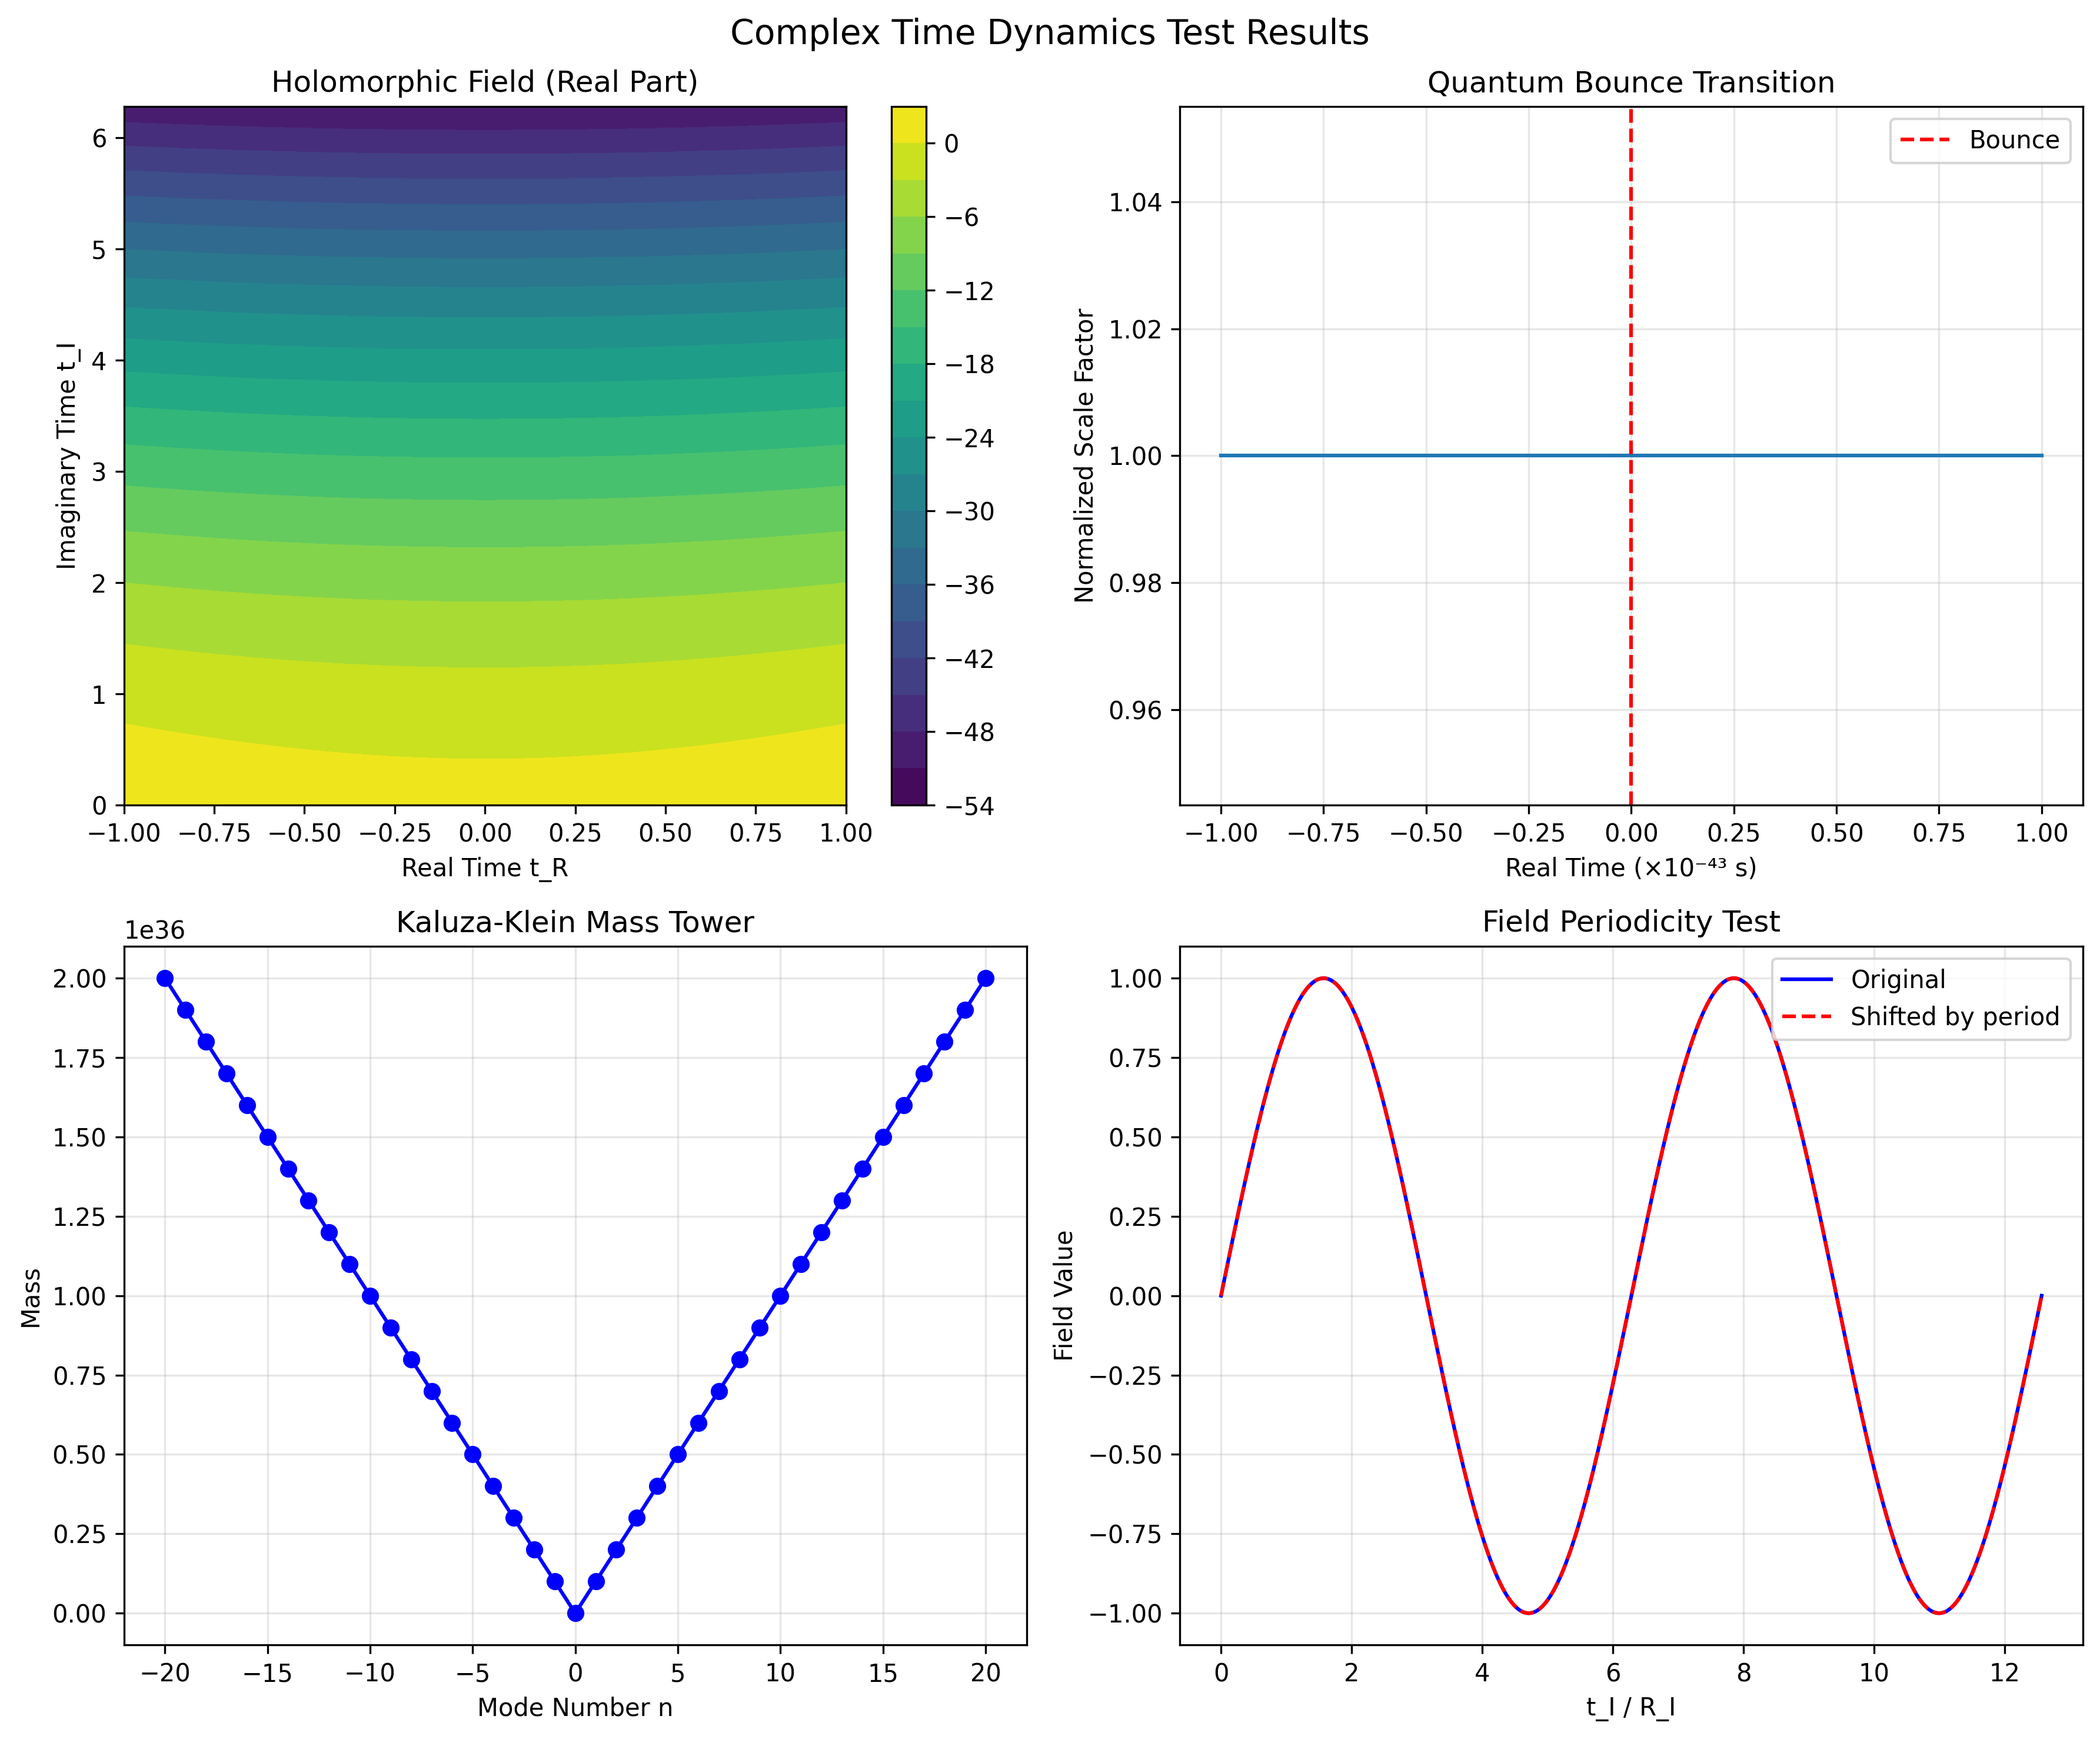 Complex Time Dynamics Test Results
Holomorphic Field (Real Part)
6
5
4
3
2
1
0
Imaginary Time t_I
−1.00 −0.75 −0.50 −0.25 0.00 0.25 0.50 0.75 1.00
Real Time t_R
0
−6
−12
−18
−24
−30
−36
−42
−48
−54
Quantum Bounce Transition
Bounce
1.04
1.02
1.00
0.98
0.96
Normalized Scale Factor
−1.00 −0.75 −0.50 −0.25 0.00 0.25 0.50 0.75 1.00
Real Time (×10⁻⁴³ s)
Kaluza-Klein Mass Tower
1e36
2.00
1.75
1.50
1.25
1.00
0.75
0.50
0.25
0.00
Mass
−20 −15 −10 −5 0 5 10 15 20
Mode Number n
Field Periodicity Test
Original
Shifted by period
1.00
0.75
0.50
0.25
0.00
−0.25
−0.50
−0.75
−1.00
Field Value
0 2 4 6 8 10 12
t_I / R_I